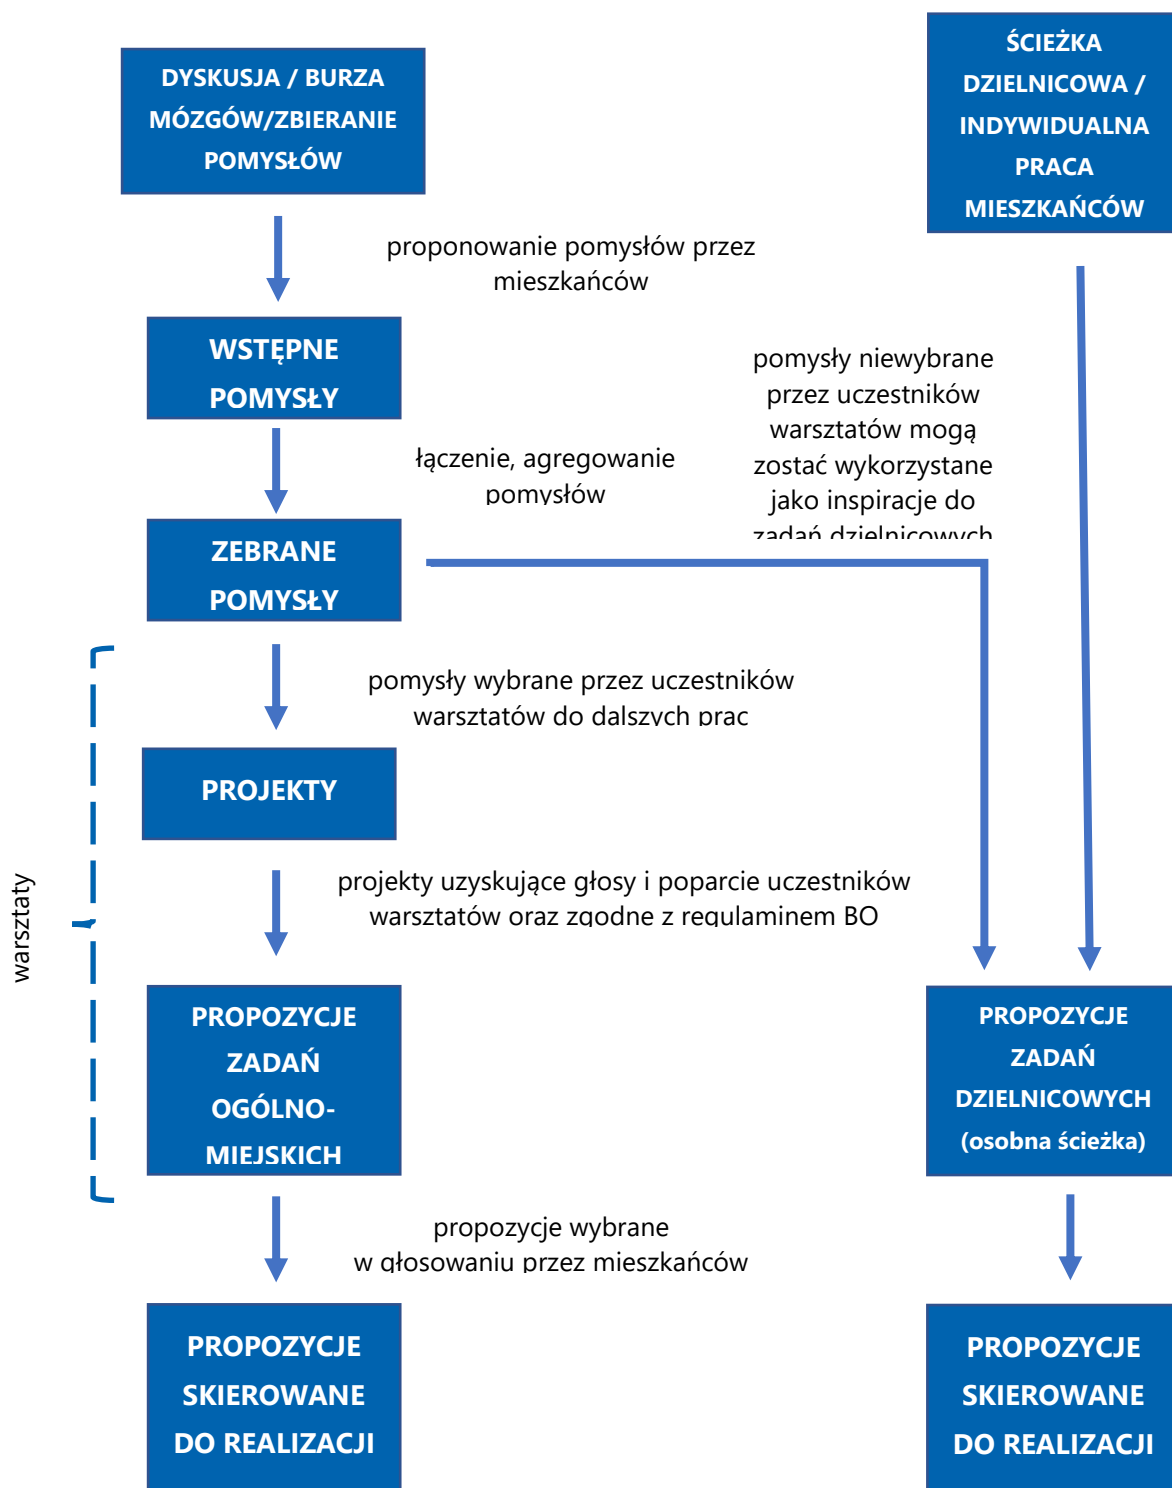 DYSKUSJA / BURZA
MÓZGÓW/ZBIERANIE
POMYSŁÓW
ŚCIEŻKA
DZIELNICOWA /
INDYWIDUALNA
PRACA
MIESZKAŃCÓW
proponowanie pomysłów przez
mieszkańców
WSTĘPNE
POMYSŁY
pomysły niewybrane
przez uczestników
warsztatów mogą
zostać wykorzystane
jako inspiracje do
zadań dzielnicowych
łączenie, agregowanie
pomysłów
ZEBRANE
POMYSŁY
pomysły wybrane przez uczestników
warsztatów do dalszych prac
PROJEKTY
warsztaty
projekty uzyskujące głosy i poparcie uczestników
warsztatów oraz zgodne z regulaminem BO
PROPOZYCJE
ZADAŃ
OGÓLNO-
MIEJSKICH
PROPOZYCJE
ZADAŃ
DZIELNICOWYCH
(osobna ścieżka)
propozycje wybrane
w głosowaniu przez mieszkańców
PROPOZYCJE
SKIEROWANE
DO REALIZACJI
PROPOZYCJE
SKIEROWANE
DO REALIZACJI